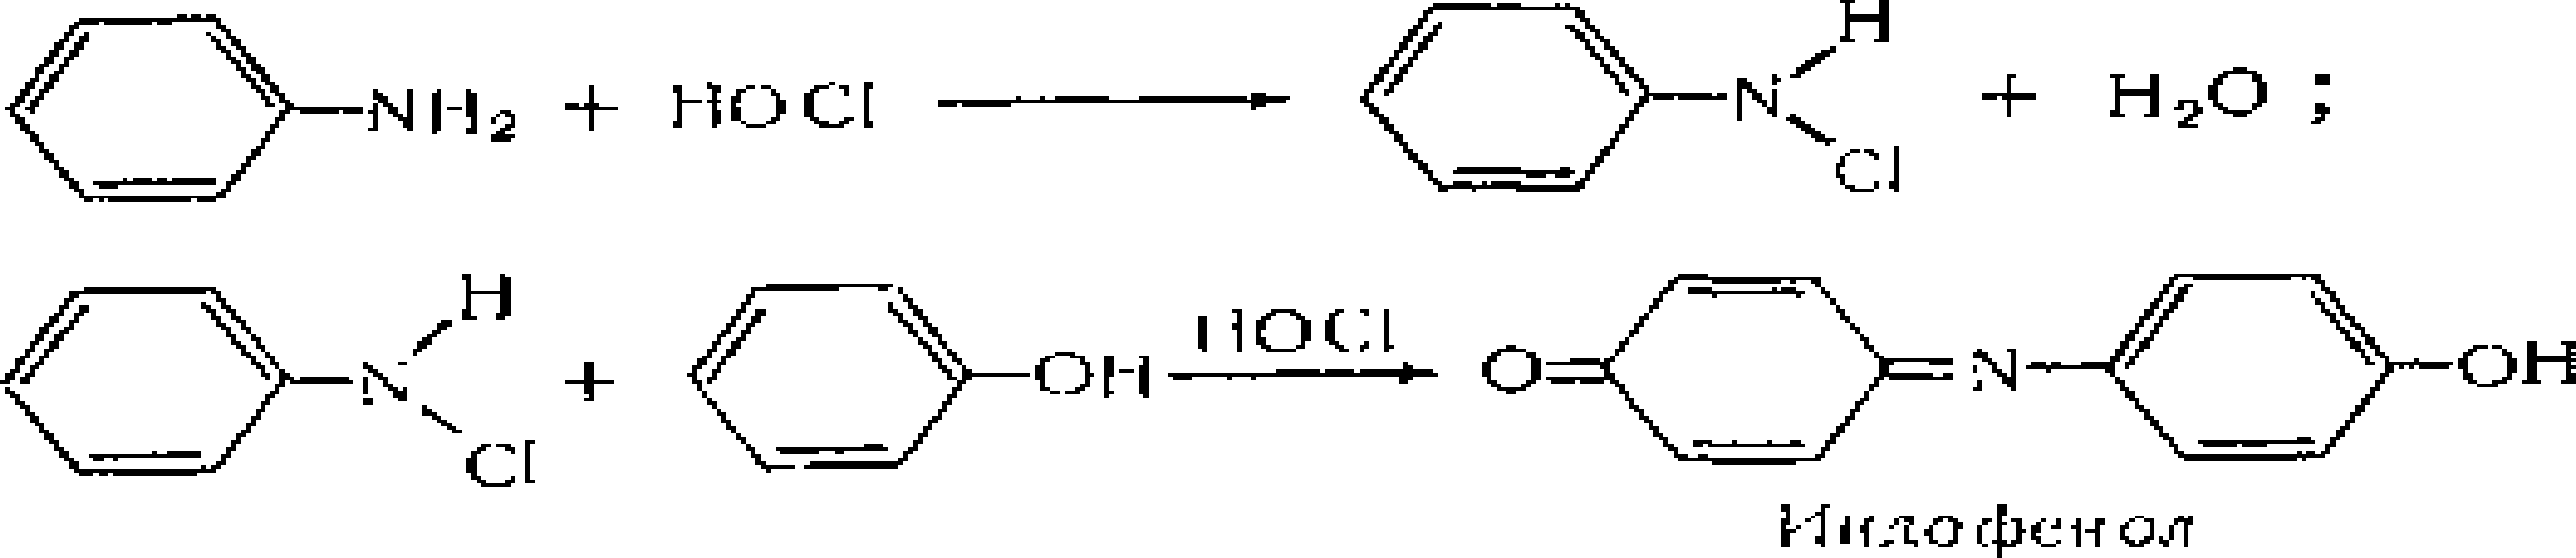 NH₂ + HOCl → N H Cl + H₂O ;
N H Cl + OH HOCl → O=N OH
Индофенол